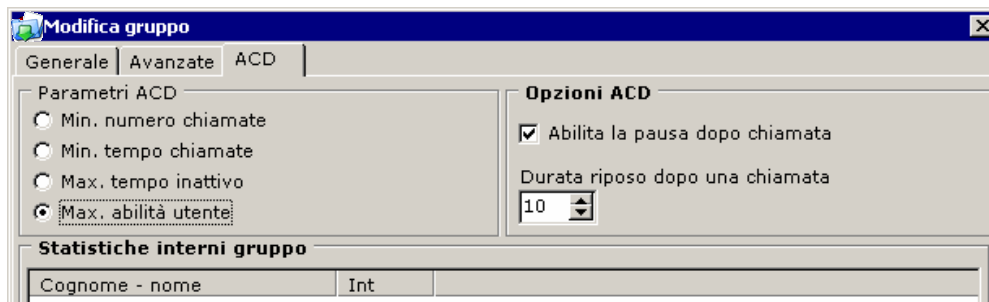 Modifica gruppo
Generale Avanzate ACD
Parametri ACD
Min. numero chiamate
Min. tempo chiamate
Max. tempo inattivo
Max. abilità utente
Opzioni ACD
Abilita la pausa dopo chiamata
Durata riposo dopo una chiamata
10
Statistiche interni gruppo
Cognome - nome Int